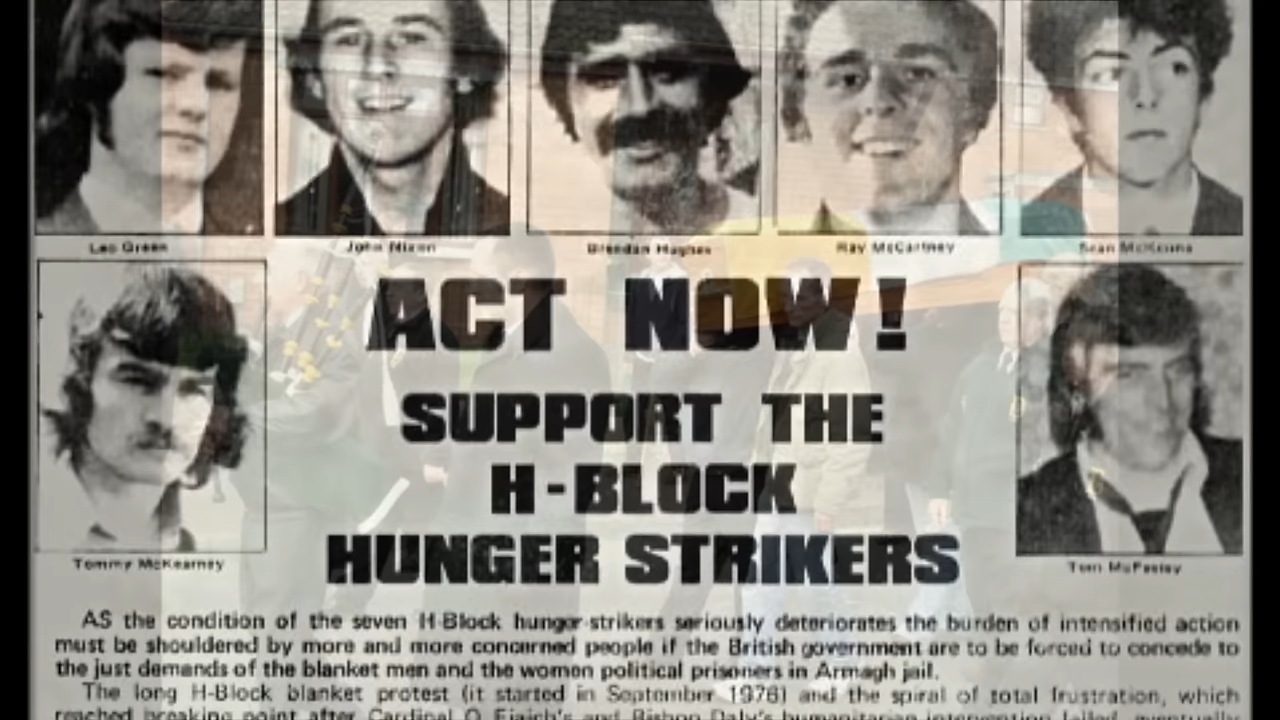 Leo Green
John Nixon
Brendan Hughes
Ray McCartney
Sean McKenna
ACT NOW!
SUPPORT THE
H-BLOCK
HUNGER STRIKERS
Tommy McKearney
Tom McFeeley
AS the condition of the seven H-Block hunger-strikers seriously deteriorates the burden of intensified action
must be shouldered by more and more concerned people if the British government are to be forced to concede to
the just demands of the blanket men and the women political prisoners in Armagh jail.
The long H-Block blanket protest (it started in September 1976) and the spiral of total frustration, which
reached breaking point after Cardinal O Fiaich's and Bishop Daly's humanitarian intervention failed